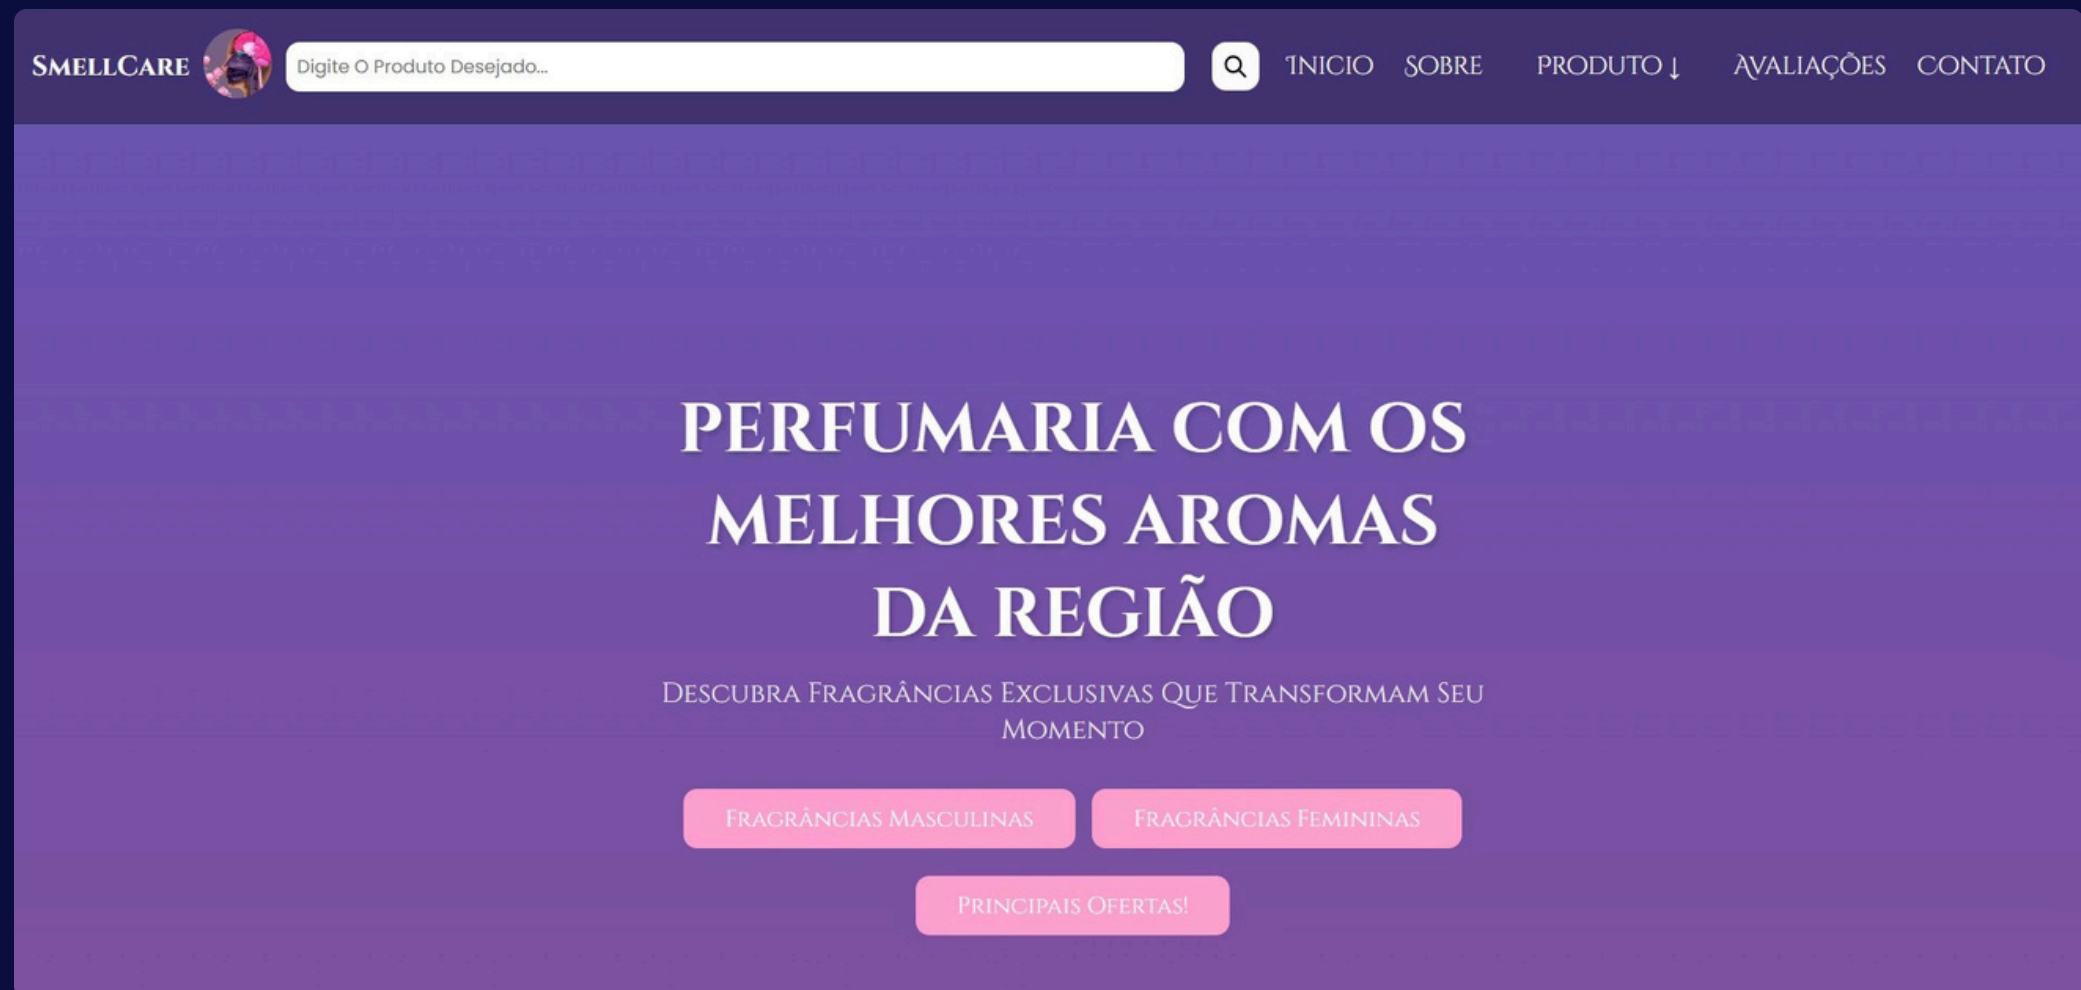 SmellCare
Digite O Produto Desejado...
Inicio
Sobre
Produto ↓
Avaliações
Contato
PERFUMARIA COM OS
MELHORES AROMAS
DA REGIÃO
Descubra Fragrâncias Exclusivas Que Transformam Seu
Momento
Fragrâncias Masculinas
Fragrâncias Femininas
Principais Ofertas!